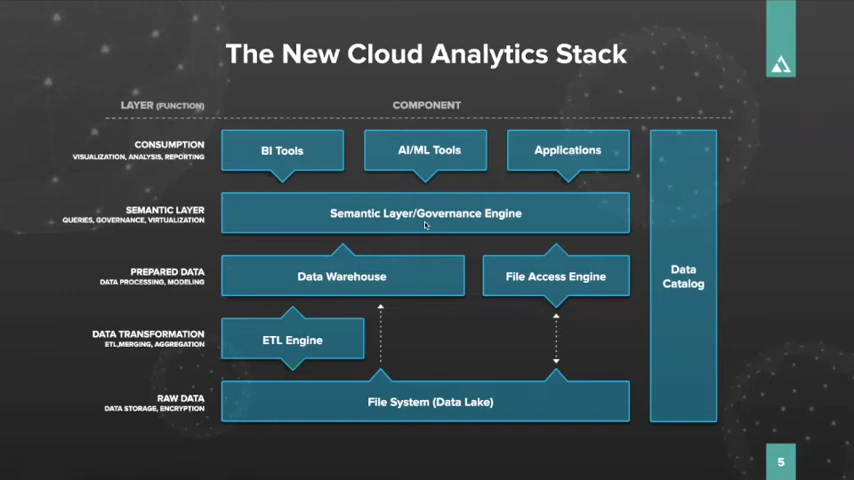 The New Cloud Analytics Stack
LAYER (FUNCTION)
COMPONENT
CONSUMPTION
VISUALIZATION, ANALYSIS, REPORTING
BI Tools
AI/ML Tools
Applications
SEMANTIC LAYER
QUERIES, GOVERNANCE, VIRTUALIZATION
Semantic Layer/Governance Engine
PREPARED DATA
DATA PROCESSING, MODELING
Data Warehouse
File Access Engine
Data
Catalog
DATA TRANSFORMATION
ETL,MERGING, AGGREGATION
ETL Engine
RAW DATA
DATA STORAGE, ENCRYPTION
File System (Data Lake)
5